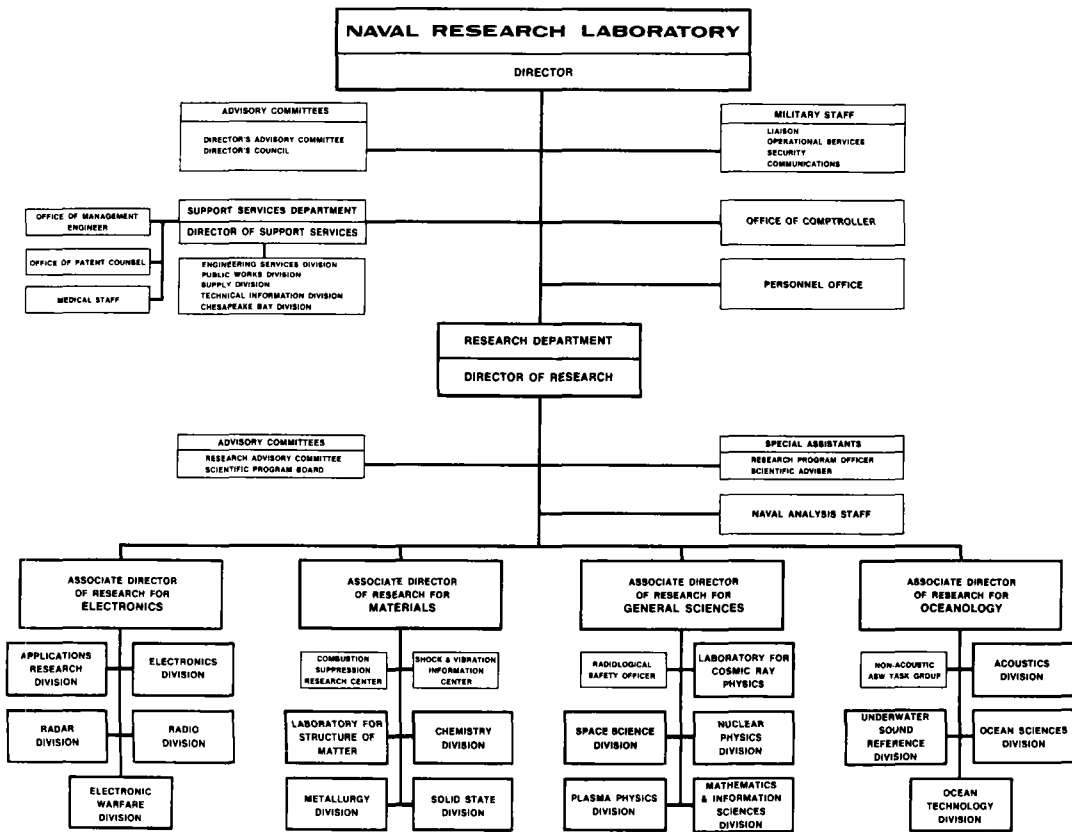 NAVAL RESEARCH LABORATORY
DIRECTOR
ADVISORY COMMITTEES
DIRECTOR'S ADVISORY COMMITTEE
DIRECTOR'S COUNCIL
MILITARY STAFF
LIAISON
OPERATIONAL SERVICES
SECURITY
COMMUNICATIONS
OFFICE OF MANAGEMENT
ENGINEER
OFFICE OF PATENT COUNSEL
MEDICAL STAFF
SUPPORT SERVICES DEPARTMENT
DIRECTOR OF SUPPORT SERVICES
ENGINEERING SERVICES DIVISION
PUBLIC WORKS DIVISION
SUPPLY DIVISION
TECHNICAL INFORMATION DIVISION
CHESAPEAKE BAY DIVISION
OFFICE OF COMPTROLLER
PERSONNEL OFFICE
RESEARCH DEPARTMENT
DIRECTOR OF RESEARCH
ADVISORY COMMITTEES
RESEARCH ADVISORY COMMITTEE
SCIENTIFIC PROGRAM BOARD
SPECIAL ASSISTANTS
RESEARCH PROGRAM OFFICER
SCIENTIFIC ADVISER
NAVAL ANALYSIS STAFF
ASSOCIATE DIRECTOR
OF RESEARCH FOR
ELECTRONICS
APPLICATIONS
RESEARCH
DIVISION
ELECTRONICS
DIVISION
RADAR
DIVISION
RADIO
DIVISION
ELECTRONIC
WARFARE
DIVISION
ASSOCIATE DIRECTOR
OF RESEARCH FOR
MATERIALS
COMBUSTION
SUPPRESSION
RESEARCH CENTER
SHOCK & VIBRATION
INFORMATION
CENTER
LABORATORY FOR
STRUCTURE OF
MATTER
CHEMISTRY
DIVISION
METALLURGY
DIVISION
SOLID STATE
DIVISION
ASSOCIATE DIRECTOR
OF RESEARCH FOR
GENERAL SCIENCES
RADIOLOGICAL
SAFETY OFFICER
LABORATORY FOR
COSMIC RAY
PHYSICS
SPACE SCIENCE
DIVISION
NUCLEAR
PHYSICS
DIVISION
PLASMA PHYSICS
DIVISION
MATHEMATICS
& INFORMATION
SCIENCES
DIVISION
ASSOCIATE DIRECTOR
OF RESEARCH FOR
OCEANOLOGY
NON-ACOUSTIC
ASW TASK GROUP
ACOUSTICS
DIVISION
UNDERWATER
SOUND
REFERENCE
DIVISION
OCEAN SCIENCES
DIVISION
OCEAN
TECHNOLOGY
DIVISION